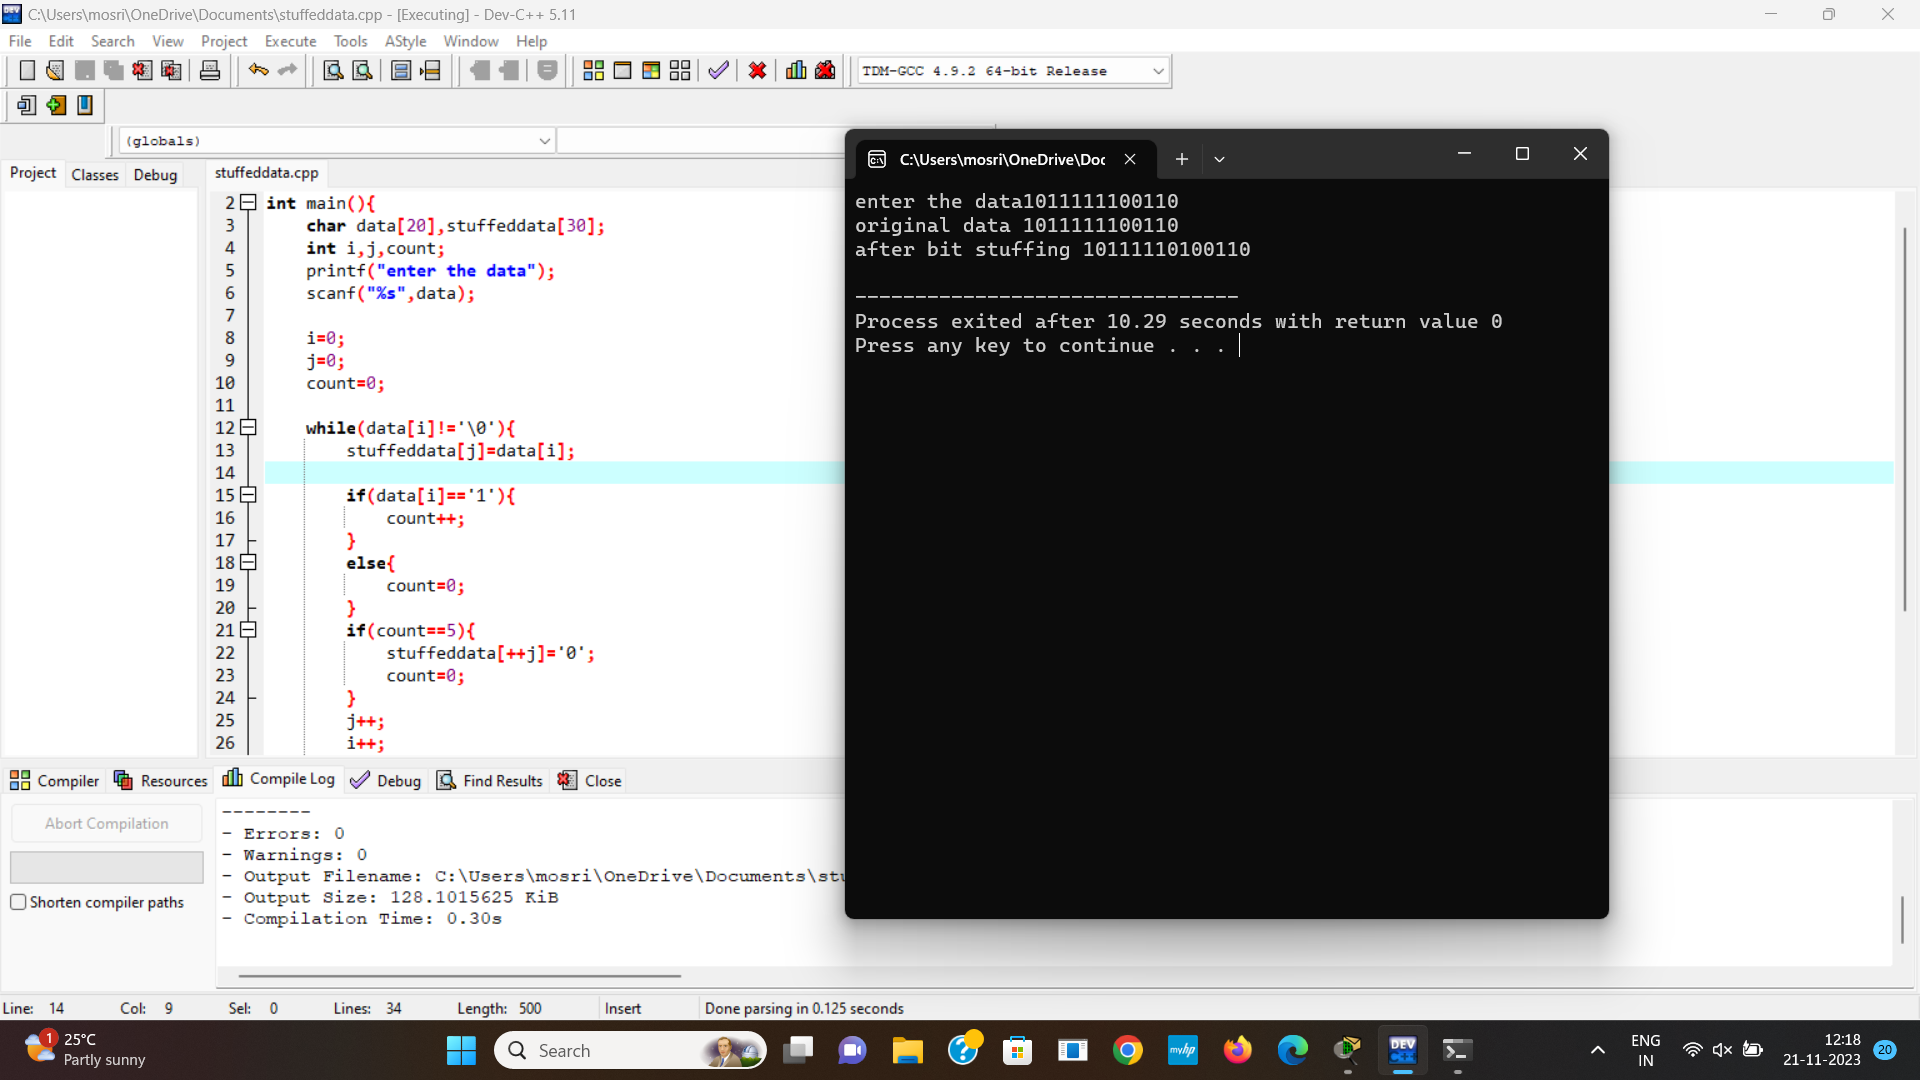 C:\Users\mosri\OneDrive\Documents\stuffeddata.cpp - [Executing] - Dev-C++ 5.11
File Edit Search View Project Execute Tools AStyle Window Help
TDM-GCC 4.9.2 64-bit Release
(globals)
Project Classes Debug
stuffeddata.cpp
2 int main(){
3 char data[20],stuffeddata[30];
4 int i,j,count;
5 printf("enter the data");
6 scanf("%s",data);
7
8 i=0;
9 j=0;
10 count=0;
11
12 while(data[i]!='\0'){
13 stuffeddata[j]=data[i];
14
15 if(data[i]=='1'){
16 count++;
17 }
18 else{
19 count=0;
20 }
21 if(count==5){
22 stuffeddata[++j]='0';
23 count=0;
24 }
25 j++;
26 i++;
C:\Users\mosri\OneDrive\Doc
enter the data1011111100110
original data 1011111100110
after bit stuffing 10111110100110
--------------------------------
Process exited after 10.29 seconds with return value 0
Press any key to continue . . .
Compiler Resources Compile Log Debug Find Results Close
Abort Compilation
Shorten compiler paths
--------
- Errors: 0
- Warnings: 0
- Output Filename: C:\Users\mosri\OneDrive\Documents\stu
- Output Size: 128.1015625 KiB
- Compilation Time: 0.30s
Line: 14 Col: 9 Sel: 0 Lines: 34 Length: 500 Insert Done parsing in 0.125 seconds
1
25°C
Partly sunny
Search
myhp
DEV
C++
ENG
IN
12:18
21-11-2023
20